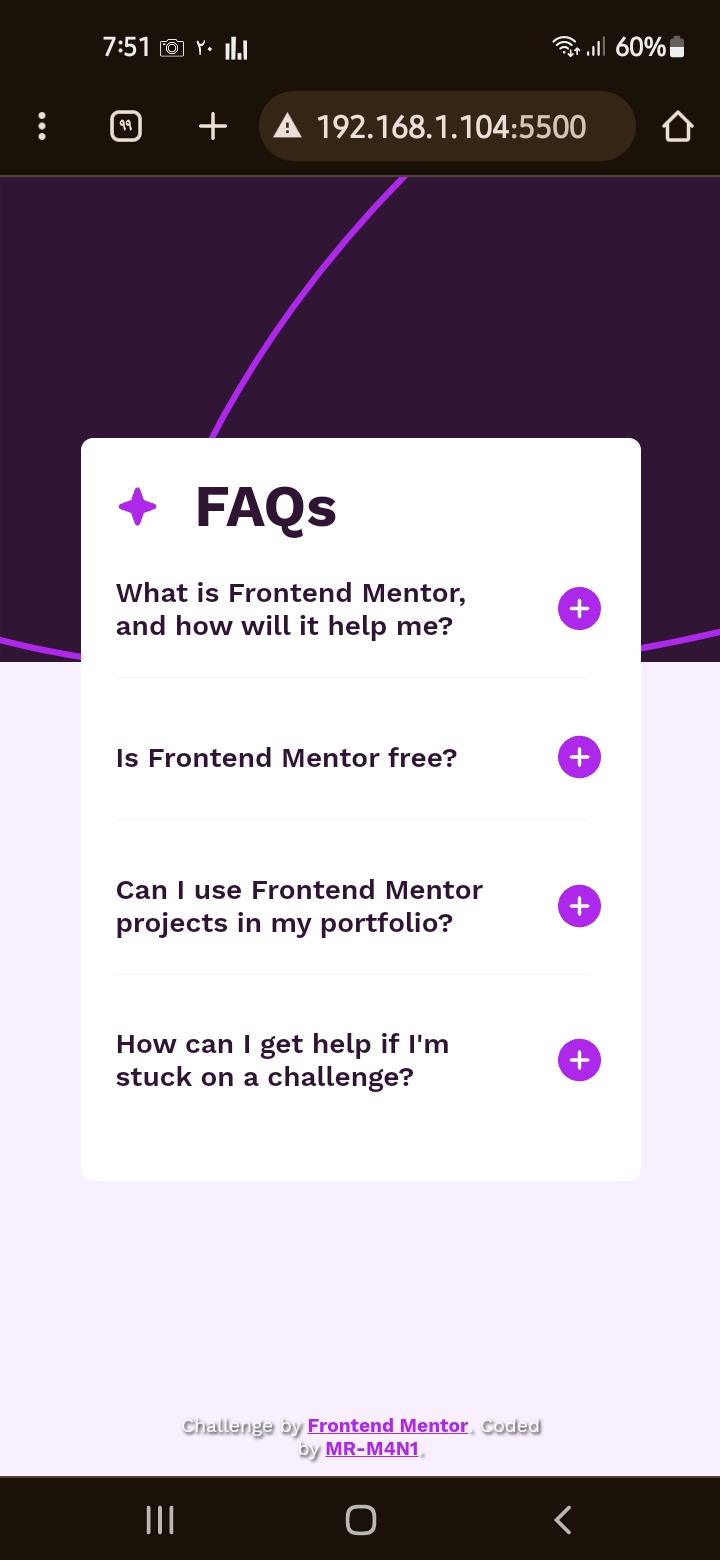 7:51 ٢٠ 60%
٩٩ 192.168.1.104:5500
FAQs
What is Frontend Mentor,
and how will it help me?
Is Frontend Mentor free?
Can I use Frontend Mentor
projects in my portfolio?
How can I get help if I'm
stuck on a challenge?
Challenge by Frontend Mentor. Coded
by MR-M4N1.